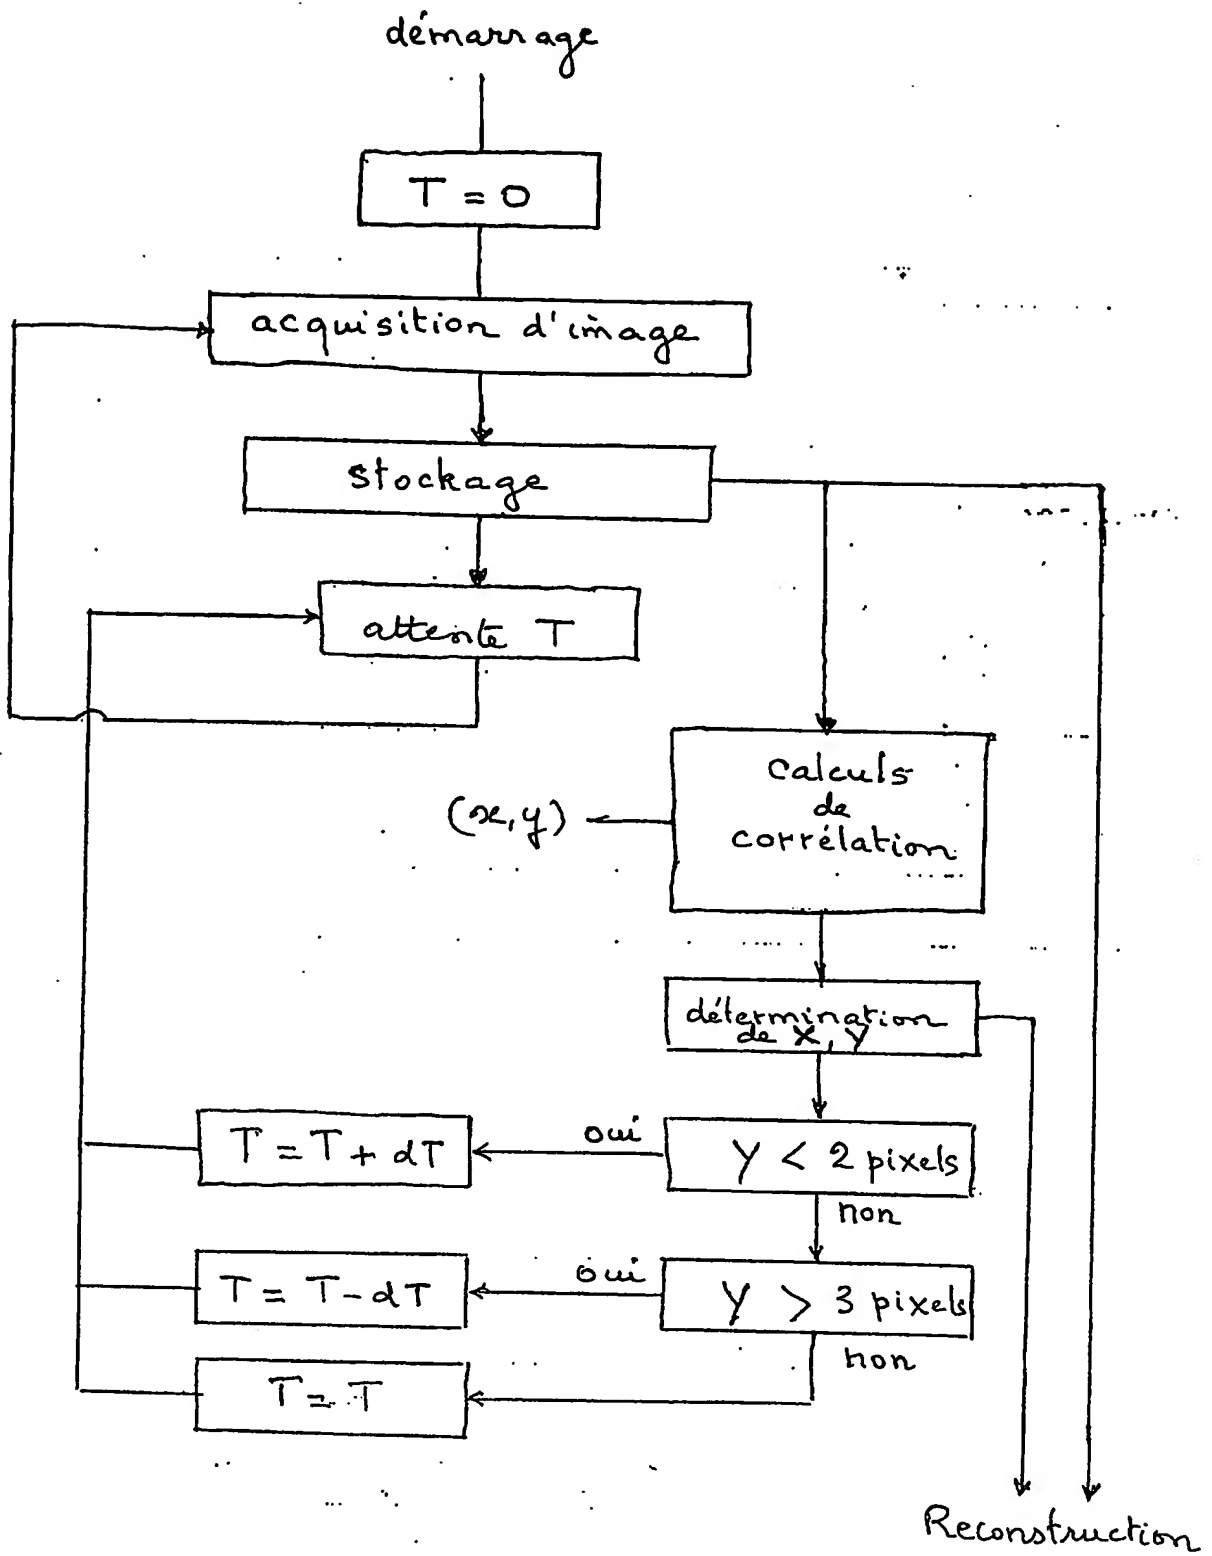 démarrage
T = 0
acquisition d'image
stockage
attente T
calculs
de
corrélation
(x,y)
détermination
de X, Y
oui
Y < 2 pixels
T = T + dT
non
oui
Y > 3 pixels
T = T - dT
non
T = T
Reconstruction